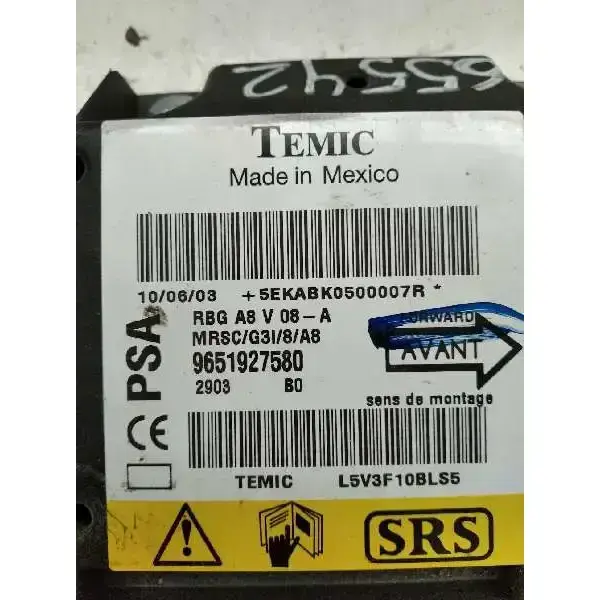 65542
TEMIC
Made in Mexico
10/06/03 +5EKABK0500007R*
RBG A8 V 08-A
MRSC/G3I/8/A8
9651927580
2903 B0
PSA
CE
FORWARD
AVANT
sens de montage
TEMIC L5V3F10BLS5
SRS